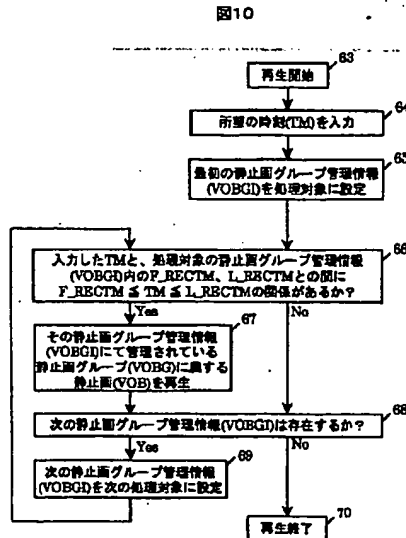 図10
63
再生開始
64
所望の時刻(TM)を入力
65
最初の静止画グループ管理情報
(VOBGI)を処理対象に設定
66
入力したTMと、処理対象の静止画グループ管理情報
(VOBGI)内のF_RECTM、L_RECTMとの間に
F_RECTM ≦ TM ≦ L_RECTMの関係があるか?
Yes
67
No
その静止画グループ管理情報
(VOBGI)にて管理されている
静止画グループ(VOBG)に属する
静止画(VOB)を再生
68
次の静止画グループ管理情報(VOBGI)は存在するか?
Yes
69
No
次の静止画グループ管理情報
(VOBGI)を次の処理対象に設定
70
再生終了